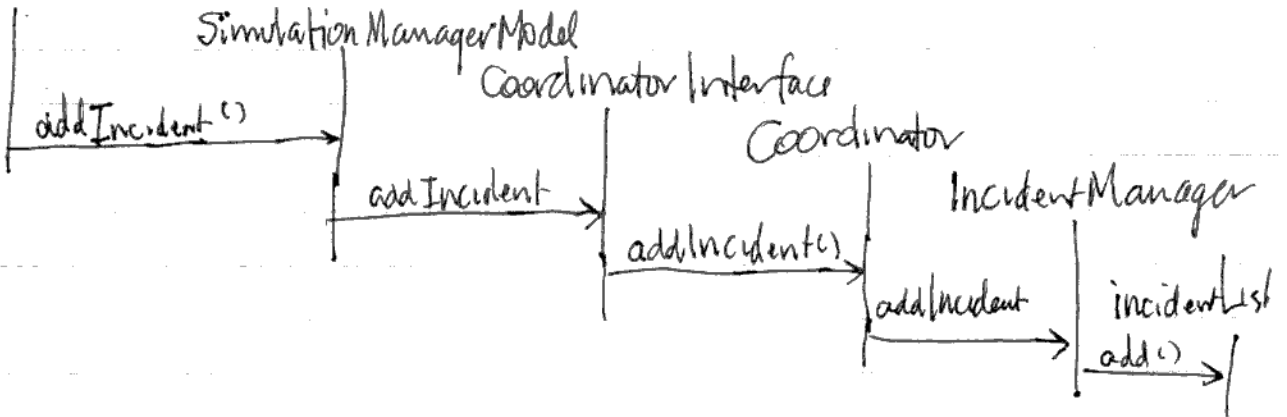 SimulationManagerModel
CoordinatorInterface
addIncident()
Coordinator
addIncident
IncidentManager
addIncident()
addIncident
incidentList
add()